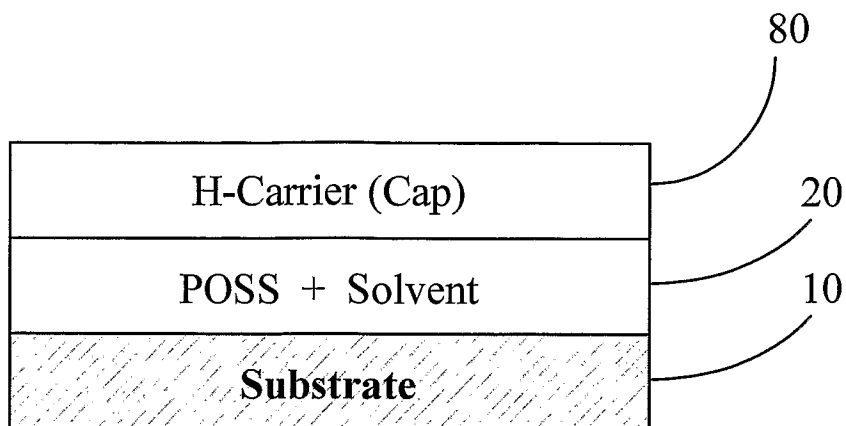 80
H-Carrier (Cap)
20
POSS + Solvent
10
Substrate